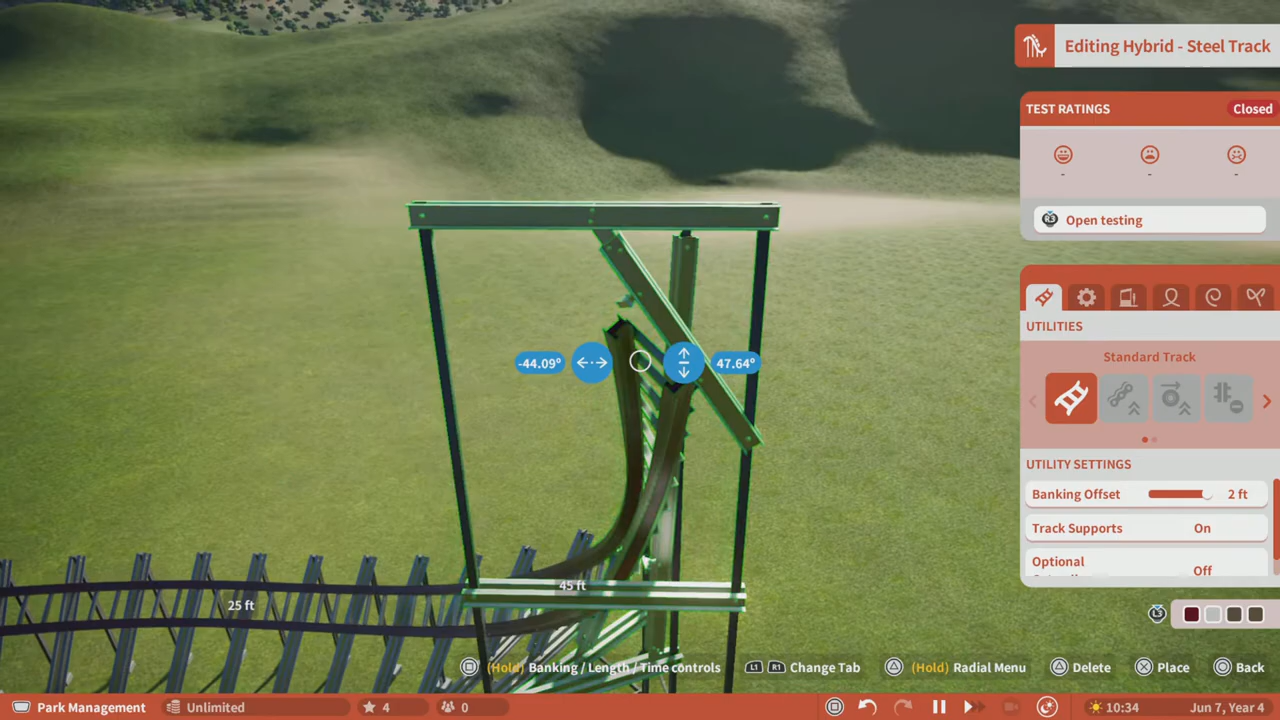 Editing Hybrid - Steel Track
TEST RATINGS
Closed
-
-
-
R3
Open testing
UTILITIES
Standard Track
-44.09°
47.64°
UTILITY SETTINGS
Banking Offset
2 ft
Track Supports
On
Optional
Off
45 ft
25 ft
L3
(Hold) Banking / Length / Time controls
L1 R1 Change Tab
(Hold) Radial Menu
Delete
Place
Back
Park Management
Unlimited
4
0
10:34
Jun 7, Year 4